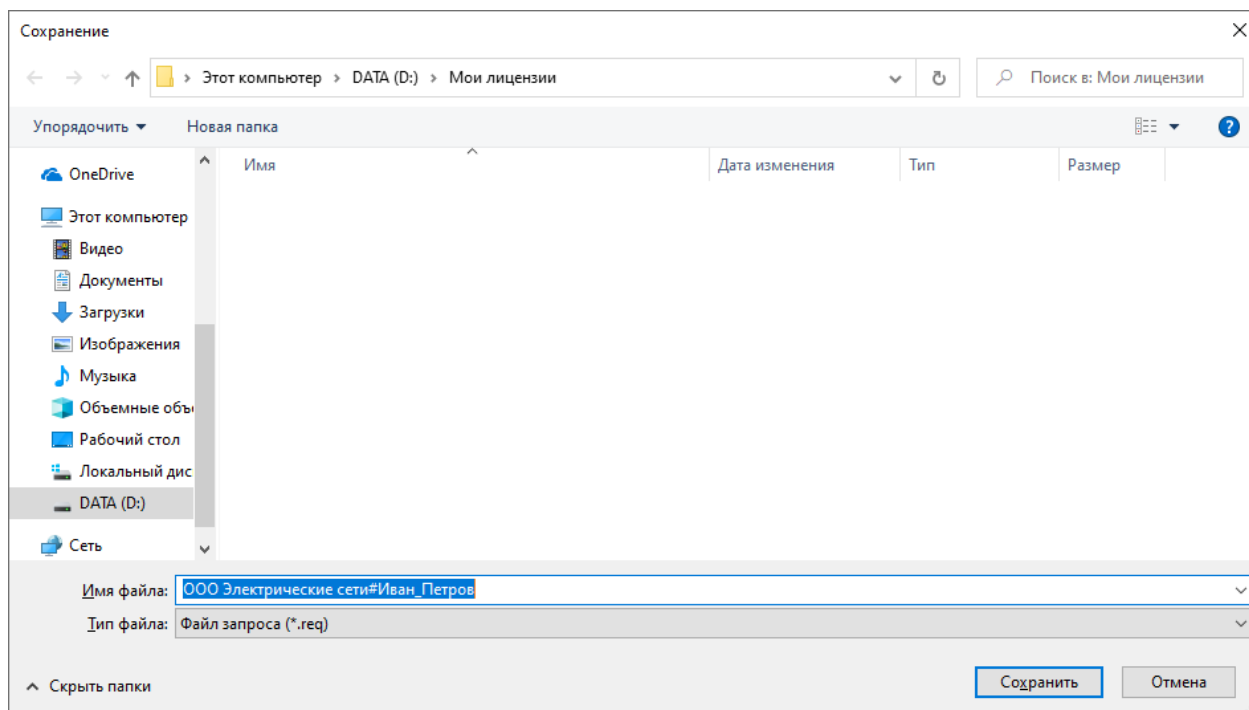 Сохранение
Этот компьютер > DATA (D:) > Мои лицензии
Поиск в: Мои лицензии
Упорядочить
Новая папка
Имя
Дата изменения
Тип
Размер
OneDrive
Этот компьютер
Видео
Документы
Загрузки
Изображения
Музыка
Объемные объ
Рабочий стол
Локальный дис
DATA (D:)
Сеть
Имя файла: ООО Электрические сети#Иван_Петров
Тип файла: Файл запроса (*.req)
Скрыть папки
Сохранить
Отмена